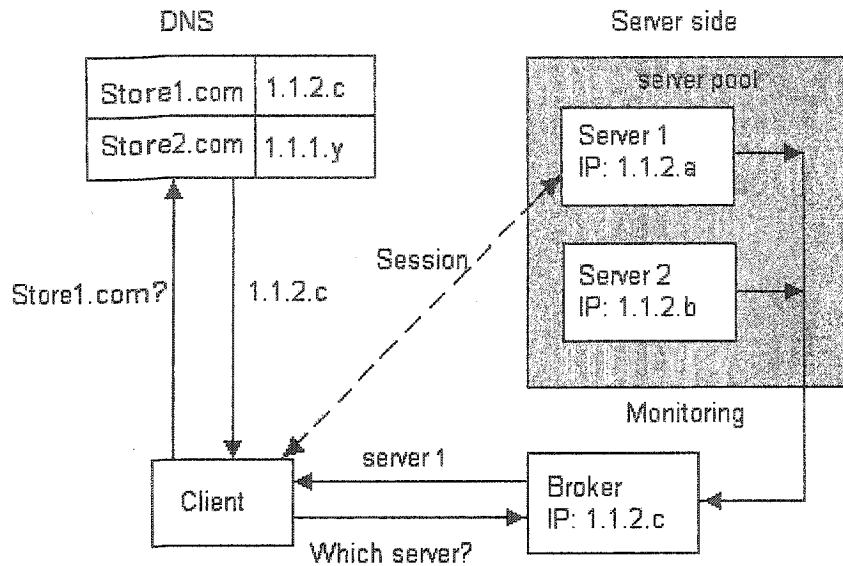 DNS
Server side
Store1.com 1.1.2.c
Store2.com 1.1.1.y
server pool
Server 1
IP: 1.1.2.a
Server 2
IP: 1.1.2.b
Session
Store1.com?
1.1.2.c
Monitoring
Client
server 1
Broker
IP: 1.1.2.c
Which server?